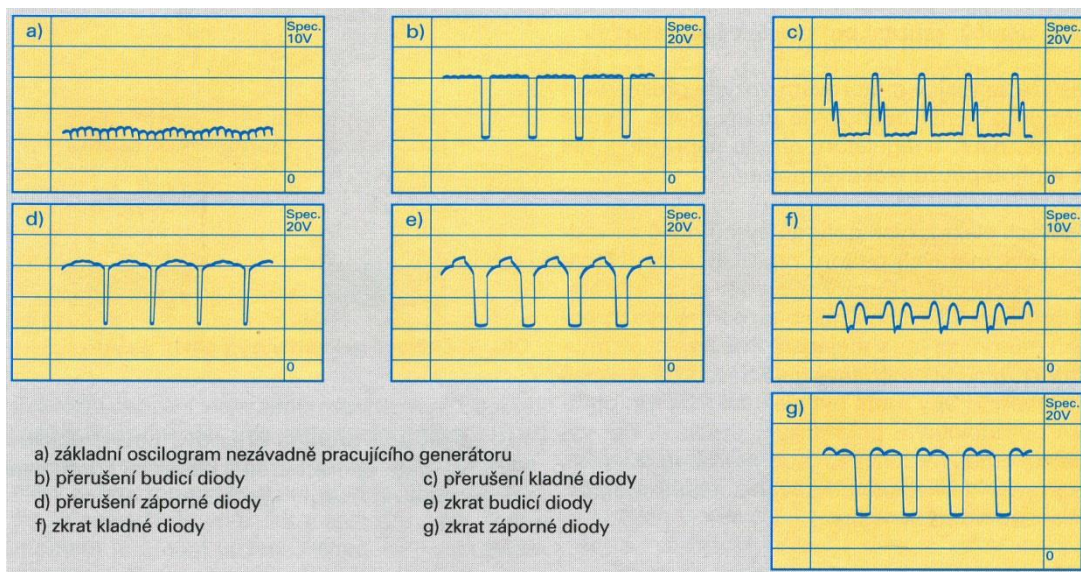 a) Spec.
10V
0
b) Spec.
20V
0
c) Spec.
20V
0
d) Spec.
20V
0
e) Spec.
20V
0
f) Spec.
10V
0
g) Spec.
20V
0
a) základní oscilogram nezávadně pracujícího generátoru
b) přerušení budicí diody c) přerušení kladné diody
d) přerušení záporné diody e) zkrat budicí diody
f) zkrat kladné diody g) zkrat záporné diody